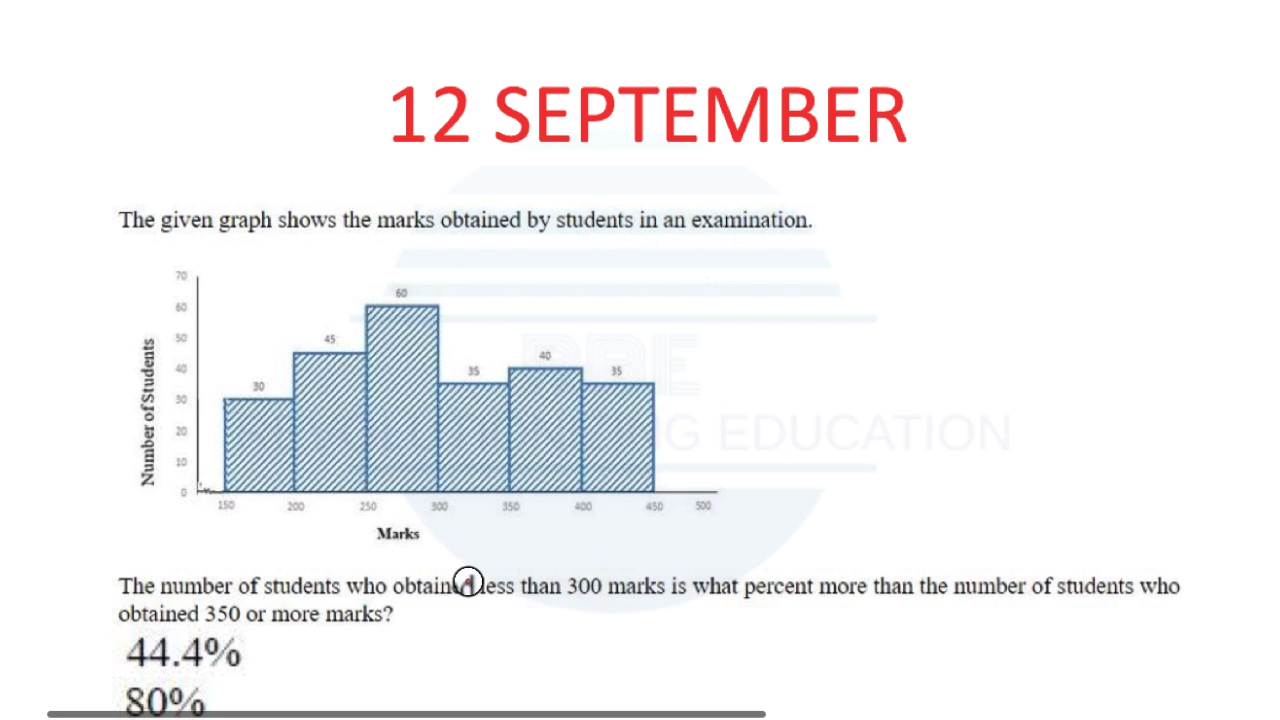 12 SEPTEMBER
The given graph shows the marks obtained by students in an examination.
70
60
50
40
30
20
10
0
Number of Students
30
45
60
35
40
35
150 200 250 300 350 400 450 500
Marks
The number of students who less than 300 marks is what percent more than the number of students who
obtained 350 or more marks?
44.4%
80%
EDUCATION